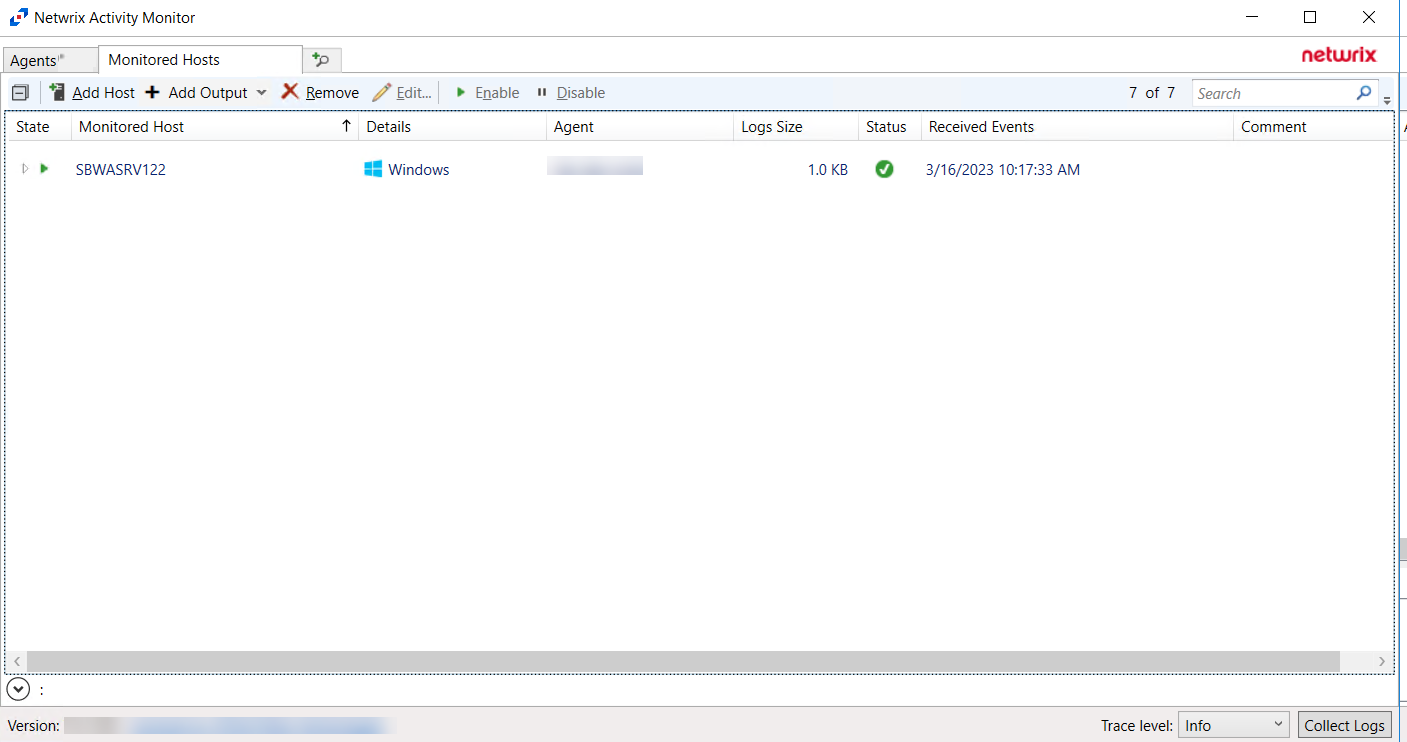 Netwrix Activity Monitor
Agents Monitored Hosts netwrix
Add Host Add Output Remove Edit... Enable Disable 7 of 7 Search
State Monitored Host Details Agent Logs Size Status Received Events Comment
SBWASRV122 Windows 1.0 KB 3/16/2023 10:17:33 AM
:
Version: Trace level: Info Collect Logs